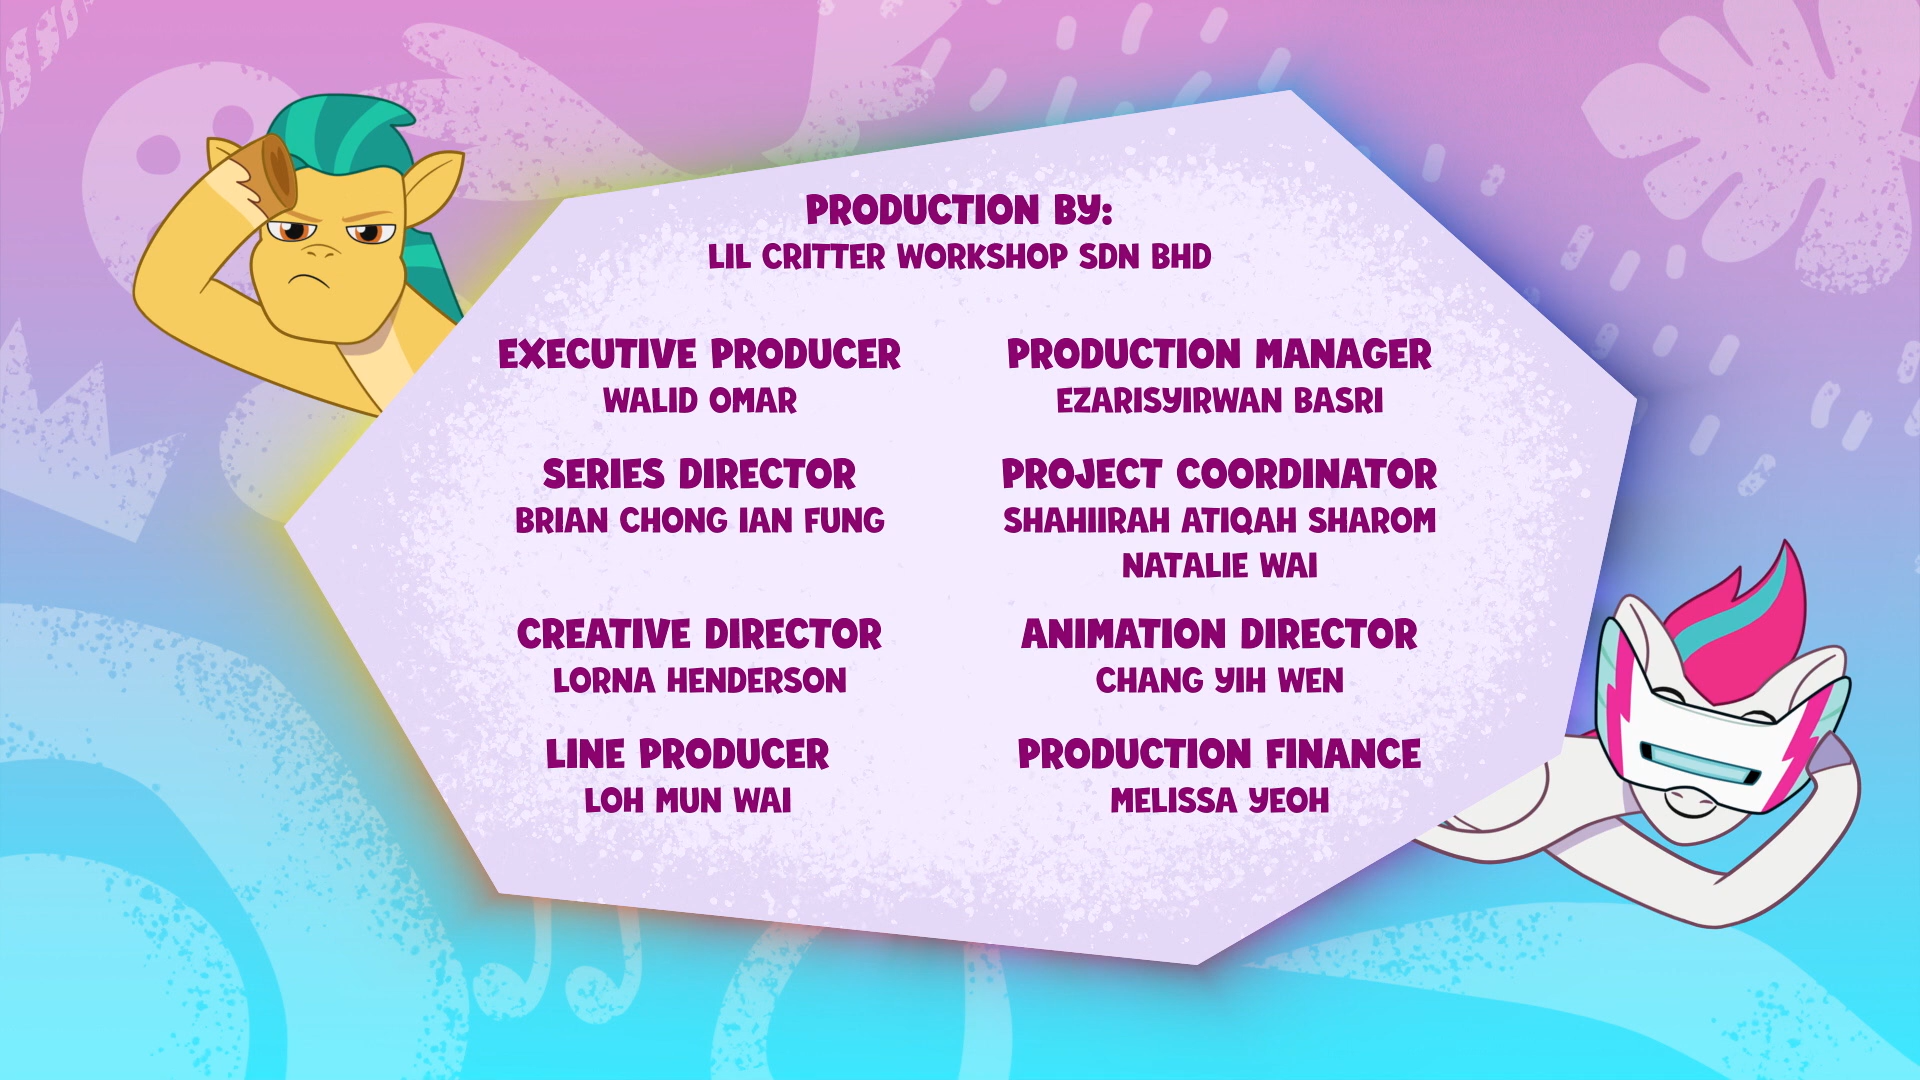 PRODUCTION BY:
LIL CRITTER WORKSHOP SDN BHD
EXECUTIVE PRODUCER
WALID OMAR
SERIES DIRECTOR
BRIAN CHONG IAN FUNG
CREATIVE DIRECTOR
LORNA HENDERSON
LINE PRODUCER
LOH MUN WAI
PRODUCTION MANAGER
EZARISYIRWAN BASRI
PROJECT COORDINATOR
SHAHIIRAH ATIQAH SHAROM
NATALIE WAI
ANIMATION DIRECTOR
CHANG YIH WEN
PRODUCTION FINANCE
MELISSA YEOH